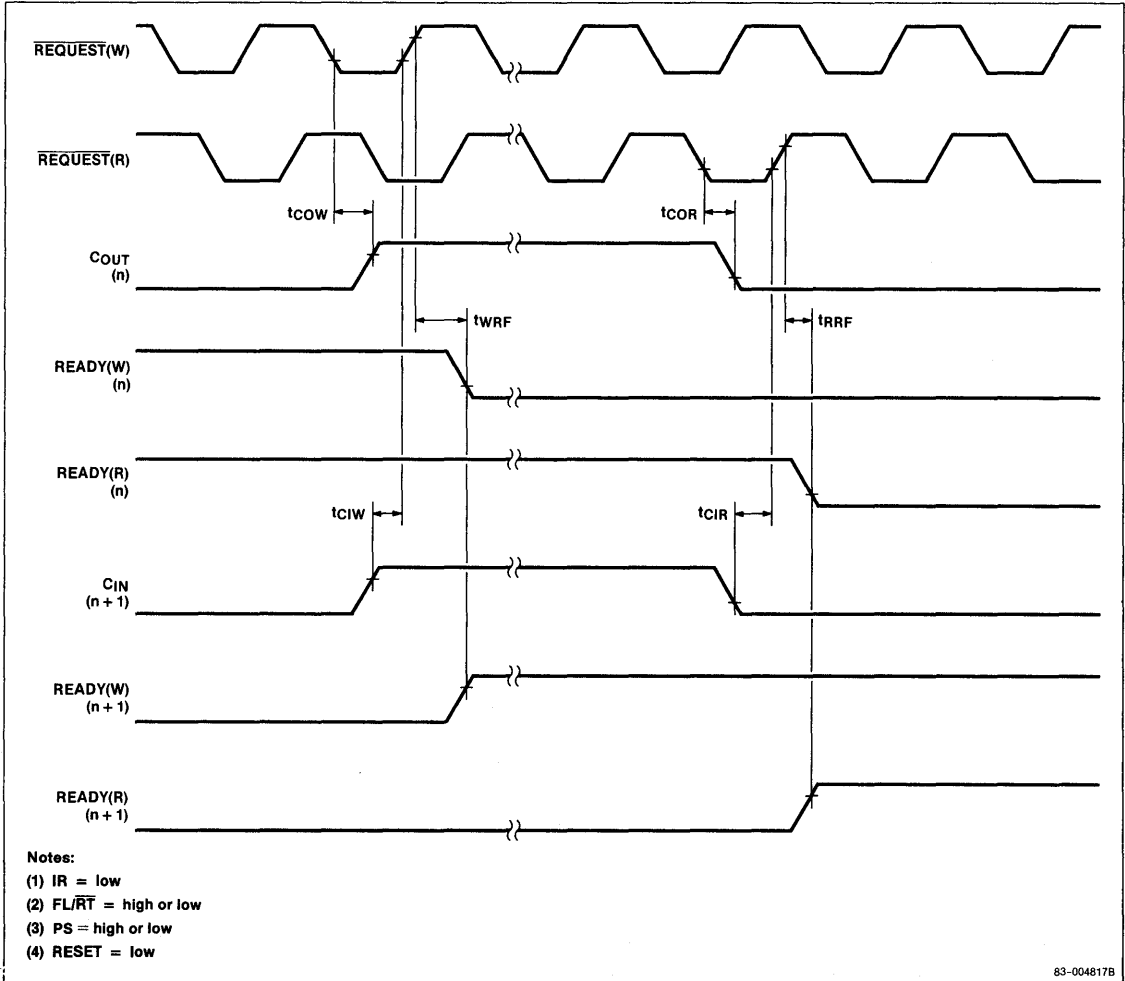 REQUEST(W)
REQUEST(R)
tCOW
tCOR
COUT
(n)
tWRF
tRRF
READY(W)
(n)
READY(R)
(n)
tCIW
tCIR
CIN
(n + 1)
READY(W)
(n + 1)
READY(R)
(n + 1)
Notes:
(1) IR = low
(2) FL/RT = high or low
(3) PS = high or low
(4) RESET = low
83-004817B